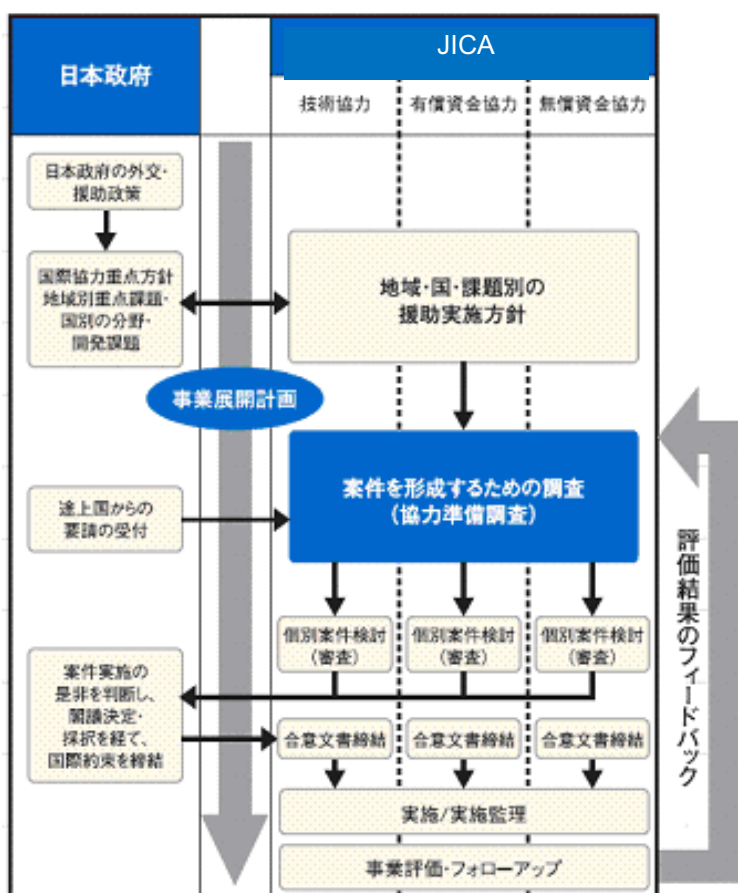 日本政府
JICA
技術協力
有償資金協力
無償資金協力
日本政府の外交・
援助政策
国際協力重点方針
地域別重点課題・
国別の分野・
開発課題
地域・国・課題別の
援助実施方針
事業展開計画
途上国からの
要請の受付
案件を形成するための調査
(協力準備調査)
個別案件検討
(審査)
個別案件検討
(審査)
個別案件検討
(審査)
案件実施の
是非を判断し、
閣議決定・
採択を経て、
国際約束を締結
合意文書締結
合意文書締結
合意文書締結
実施/実施監理
事業評価・フォローアップ
評価結果のフィードバック